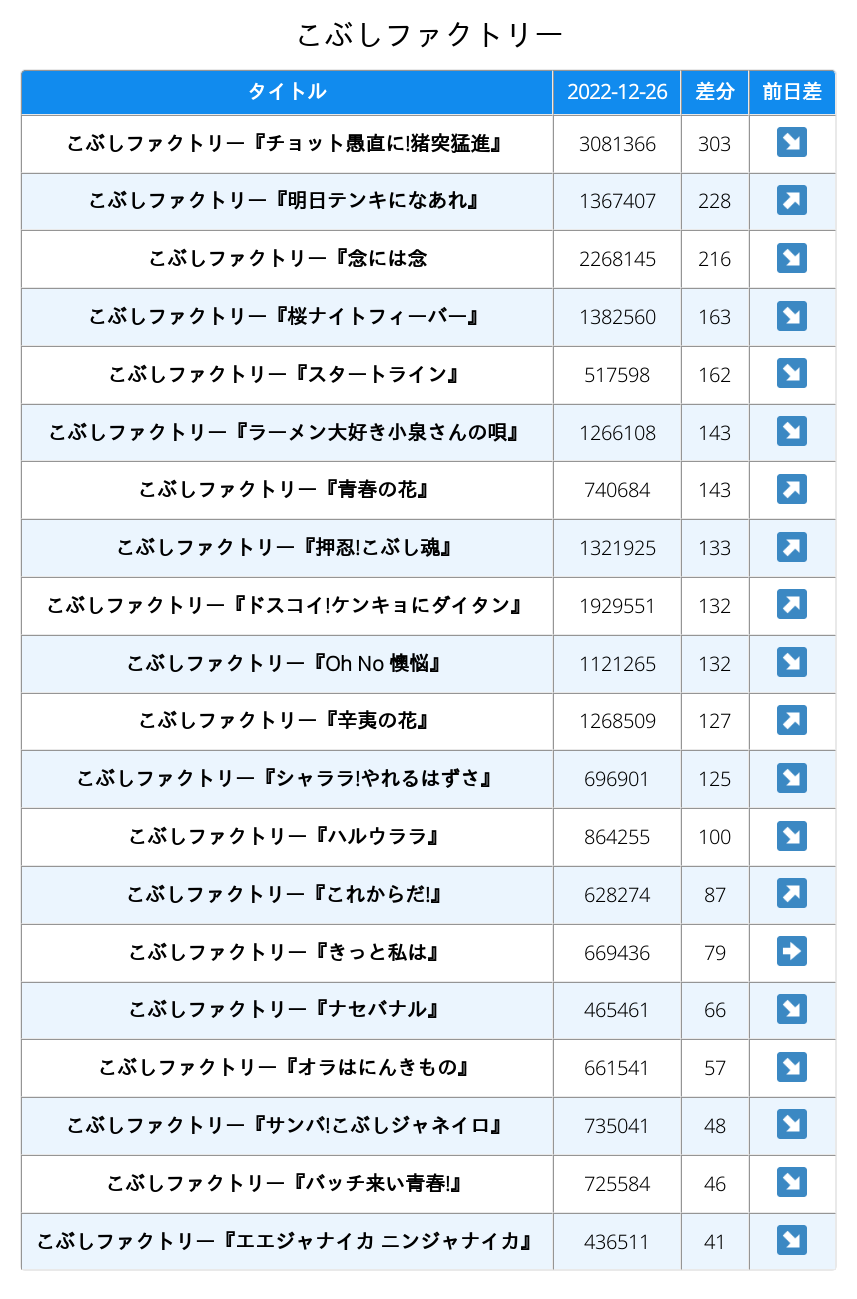 こぶしファクトリー
タイトル 2022-12-26 差分 前日差
こぶしファクトリー『チョット愚直に!猪突猛進』 3081366 303 ↘
こぶしファクトリー『明日テンキになあれ』 1367407 228 ↗
こぶしファクトリー『念には念 2268145 216 ↘
こぶしファクトリー『桜ナイトフィーバー』 1382560 163 ↘
こぶしファクトリー『スタートライン』 517598 162 ↘
こぶしファクトリー『ラーメン大好き小泉さんの唄』 1266108 143 ↘
こぶしファクトリー『青春の花』 740684 143 ↗
こぶしファクトリー『押忍!こぶし魂』 1321925 133 ↗
こぶしファクトリー『ドスコイ!ケンキョにダイタン』 1929551 132 ↗
こぶしファクトリー『Oh No 懊悩』 1121265 132 ↘
こぶしファクトリー『辛夷の花』 1268509 127 ↗
こぶしファクトリー『シャララ!やれるはずさ』 696901 125 ↘
こぶしファクトリー『ハルウララ』 864255 100 ↘
こぶしファクトリー『これからだ!』 628274 87 ↗
こぶしファクトリー『きっと私は』 669436 79 ➡
こぶしファクトリー『ナセバナル』 465461 66 ↘
こぶしファクトリー『オラはにんきもの』 661541 57 ↘
こぶしファクトリー『サンバ!こぶしジャネイロ』 735041 48 ↘
こぶしファクトリー『バッチ来い青春!』 725584 46 ↘
こぶしファクトリー『エエジャナイカ ニンジャナイカ』 436511 41 ↘